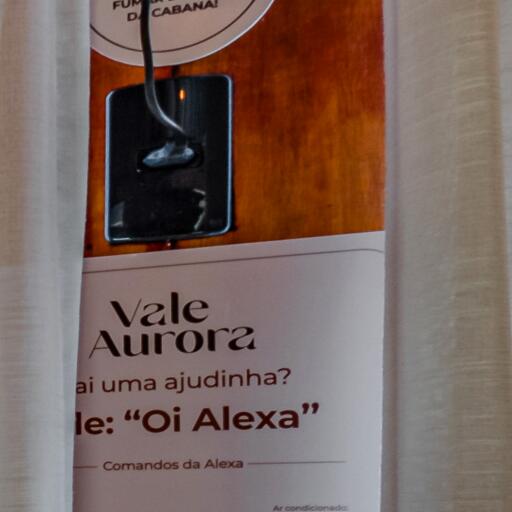 DA CABANA!
Vale
Aurora
ai uma ajudinha?
le: “Oi Alexa”
Comandos da Alexa
Ar condicionado: